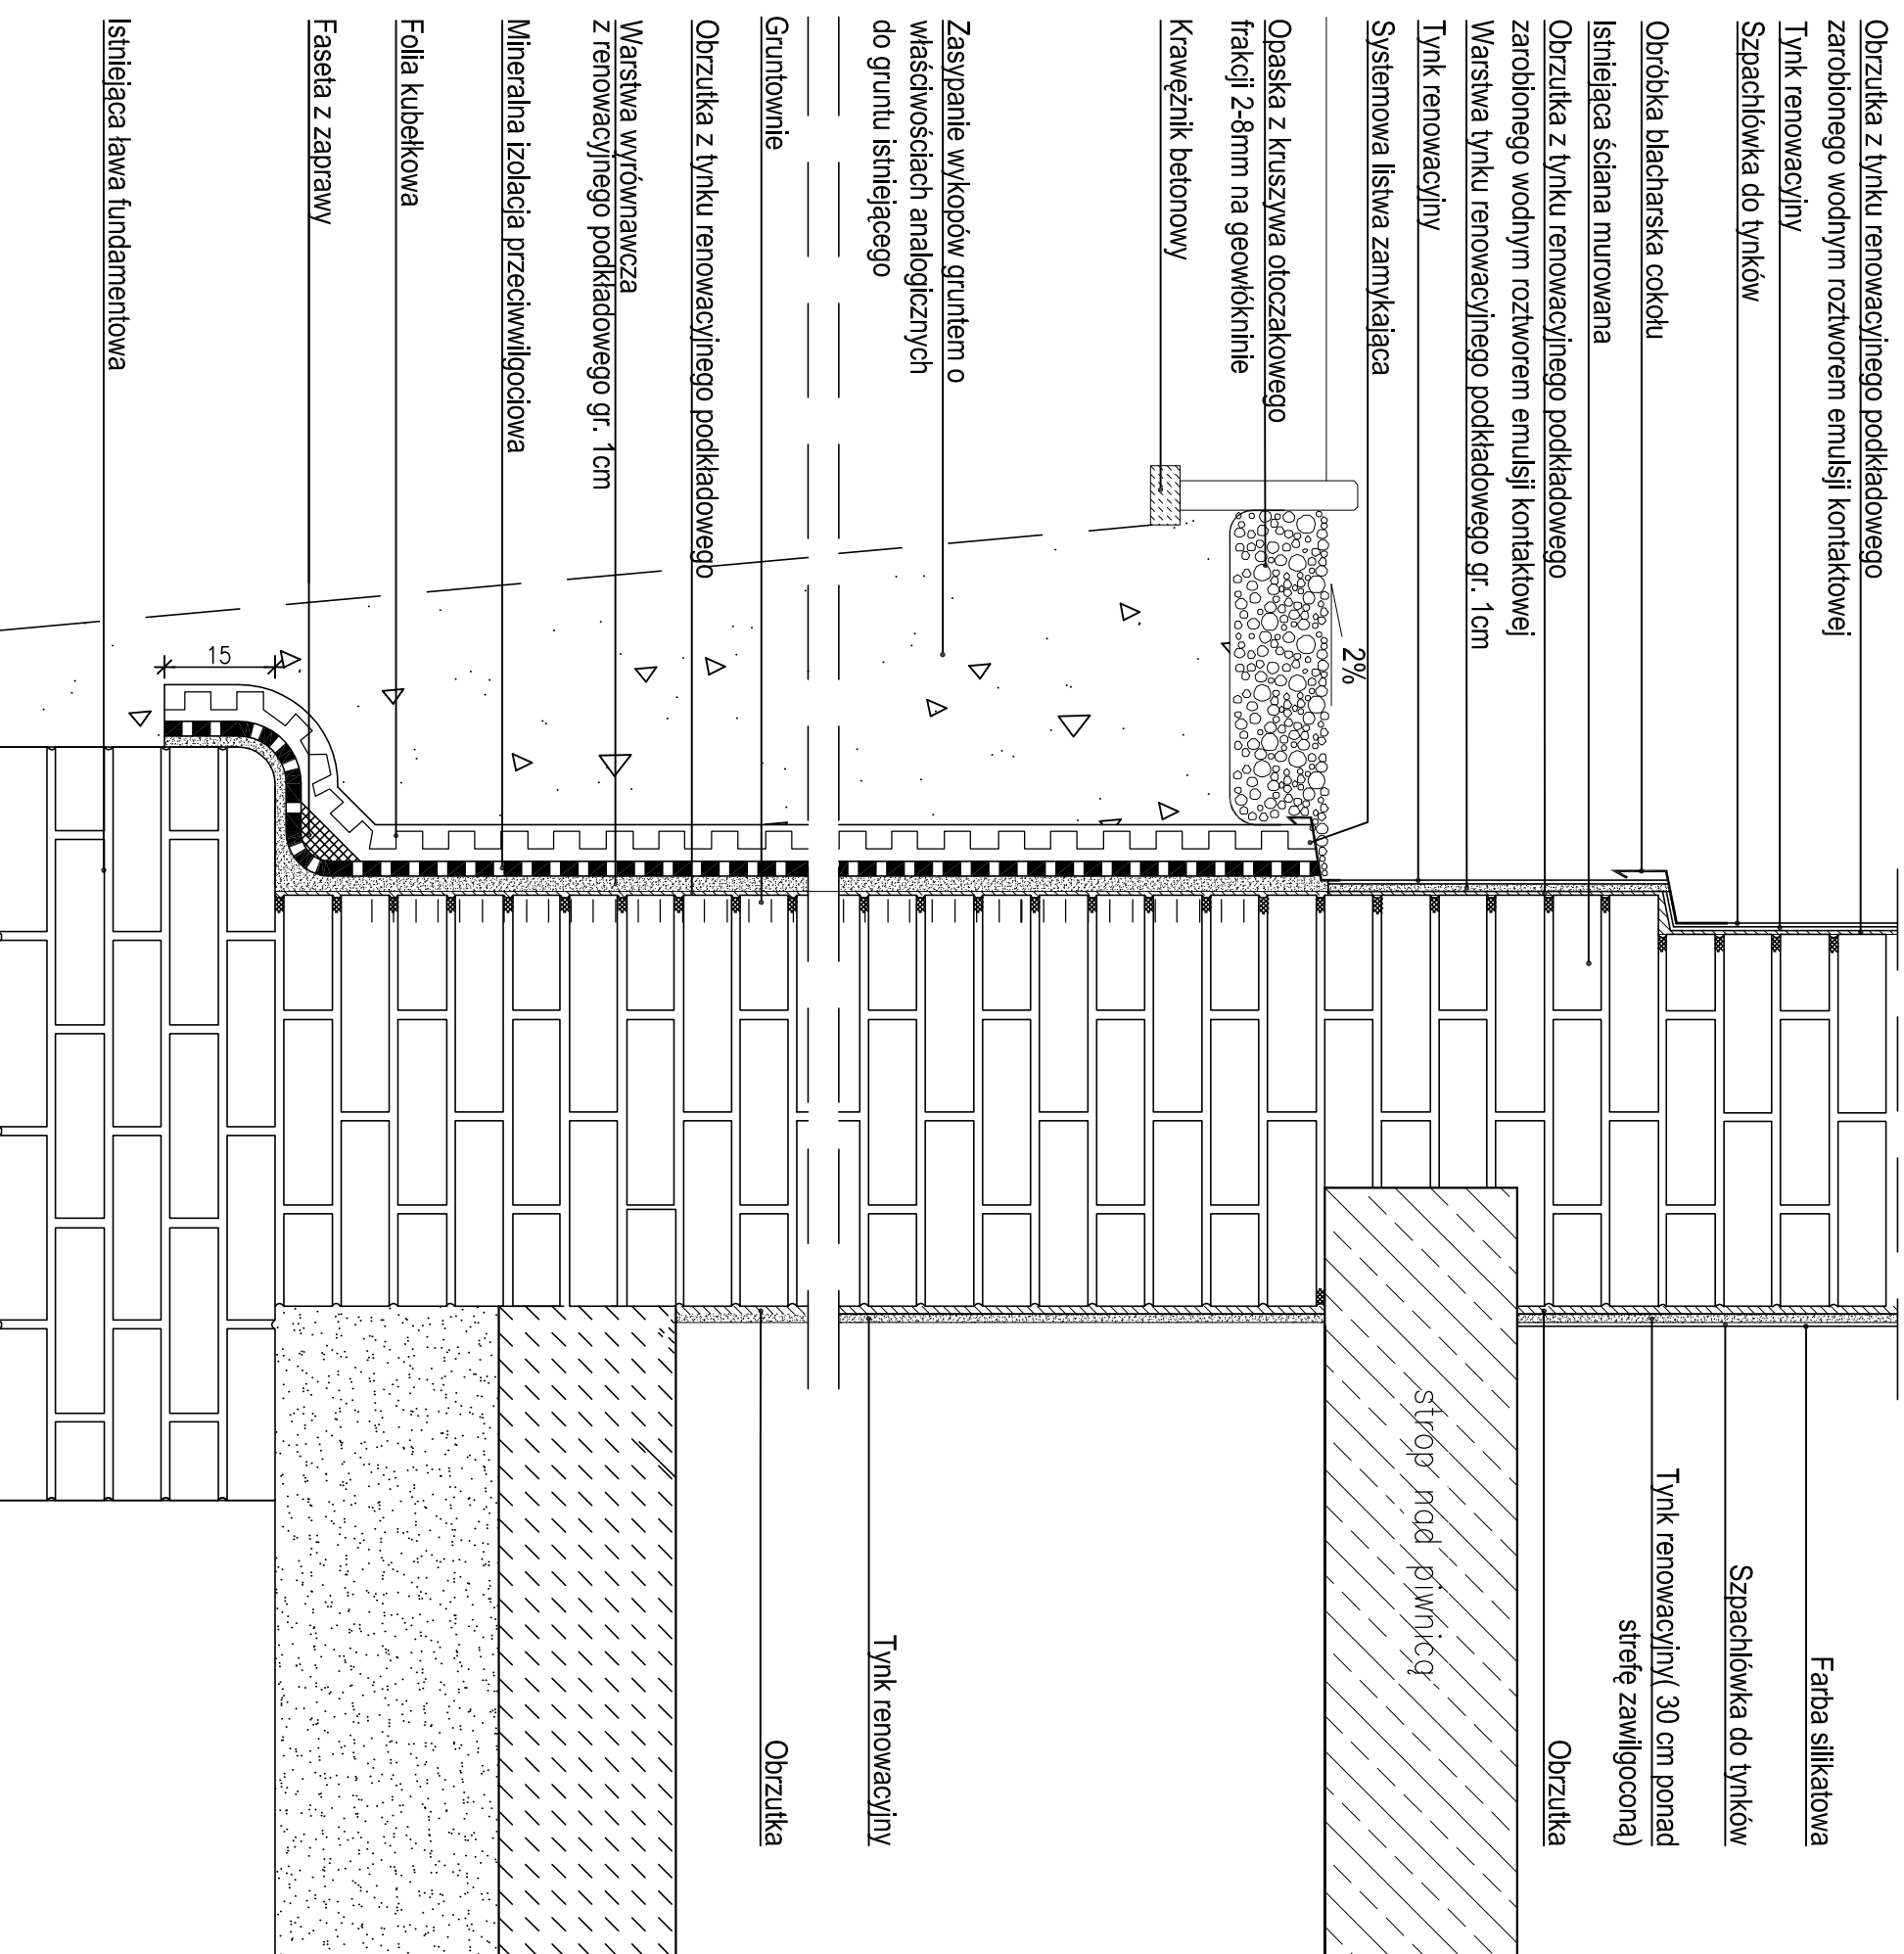 Obrzutka z tynku renowacyjnego podkładowego
zarobionego wodnym roztworem emulsji kontaktowej
Tynk renowacyjny
Szpachlówka do tynków
Obróbka blacharska cokołu
Istniejąca ściana murowana
Obrzutka z tynku renowacyjnego podkładowego
zarobionego wodnym roztworem emulsji kontaktowej
Warstwa tynku renowacyjnego podkładowego gr. 1cm
Tynk renowacyjny
Systemowa listwa zamykająca
2%
Opaska z kruszywa otoczakowego
frakcji 2-8mm na geowłókninie
Krawężnik betonowy
Zasypanie wykopów gruntem o
właściwościach analogicznych
do gruntu istniejącego
Gruntownie
Obrzutka z tynku renowacyjnego podkładowego
Warstwa wyrównawcza
z renowacyjnego podkładowego gr. 1cm
Mineralna izolacja przeciwwilgociowa
Folia kubełkowa
Faseta z zaprawy
15
Istniejąca ława fundamentowa
Farba silikatowa
Szpachlówka do tynków
Tynk renowacyjny( 30 cm ponad
strefę zawilgoconą)
Obrzutka
strop nad piwnicą
Tynk renowacyjny
Obrzutka